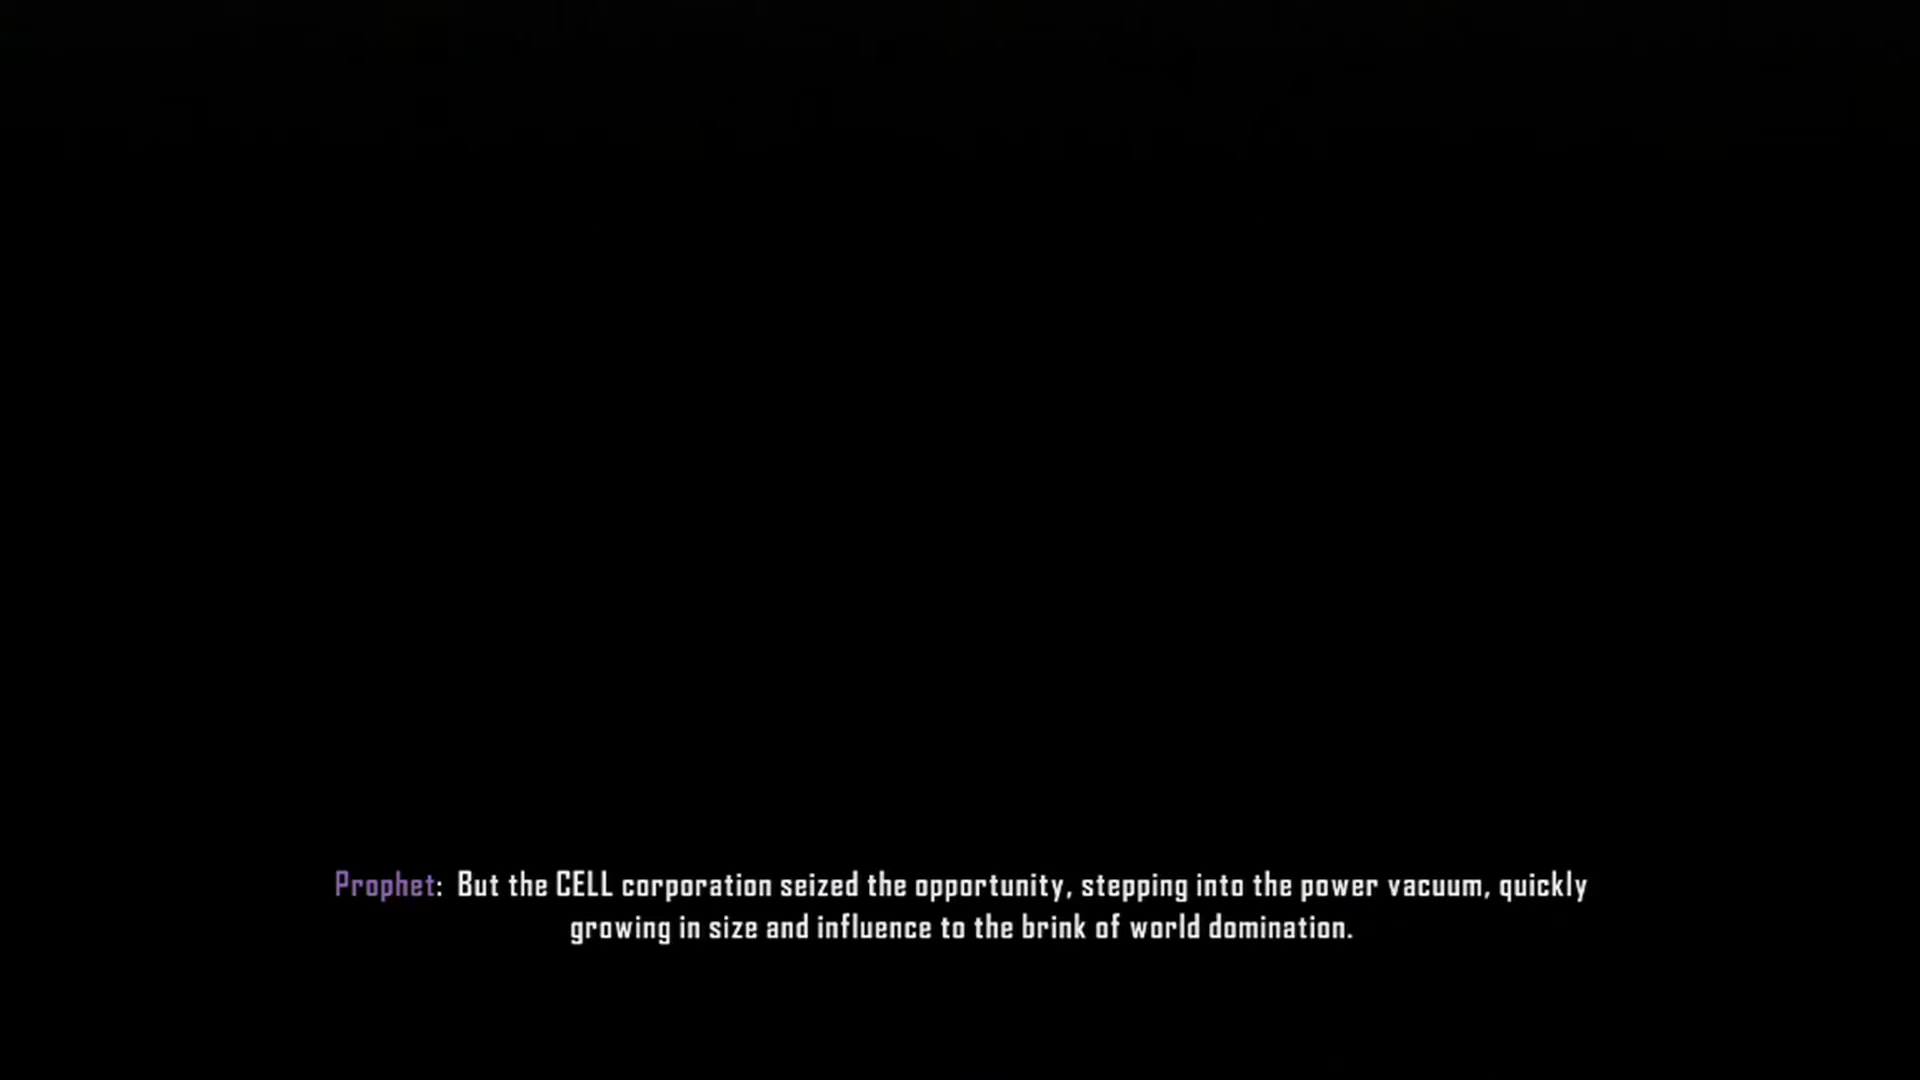 Prophet: But the CELL corporation seized the opportunity, stepping into the power vacuum, quickly
growing in size and influence to the brink of world domination.